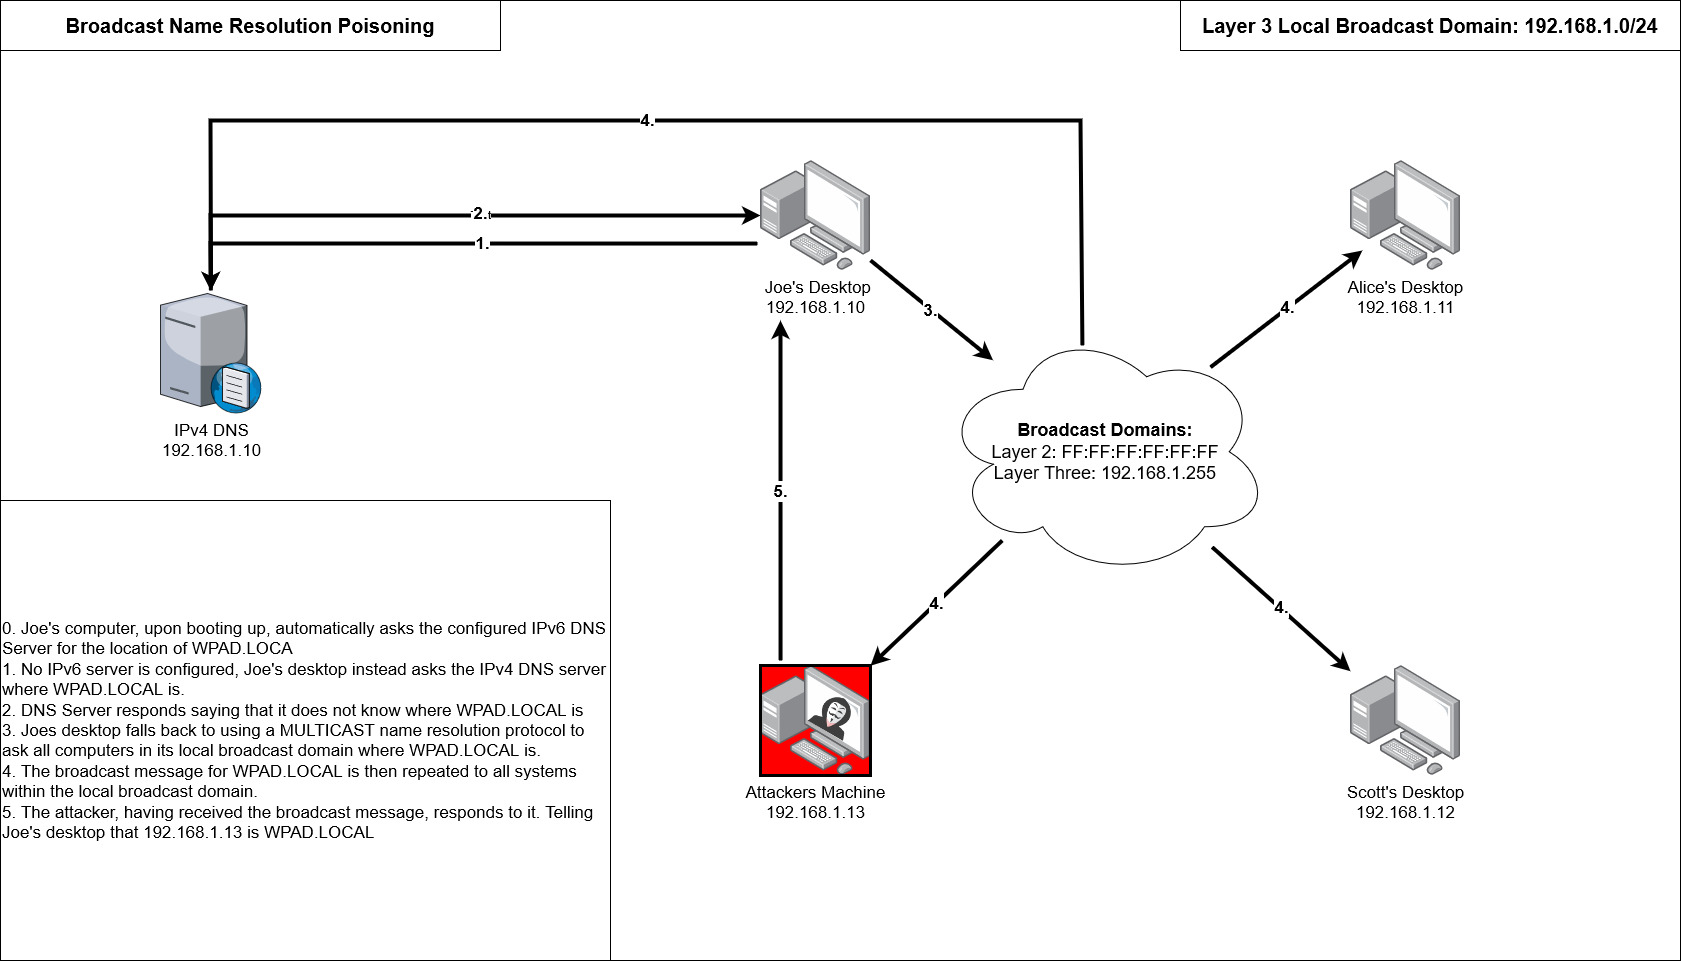 Broadcast Name Resolution Poisoning
Layer 3 Local Broadcast Domain: 192.168.1.0/24
4.
2.
1.
Joe's Desktop
192.168.1.10
Alice's Desktop
192.168.1.11
3.
4.
IPv4 DNS
192.168.1.10
Broadcast Domains:
Layer 2: FF:FF:FF:FF:FF:FF
Layer Three: 192.168.1.255
5.
4.
4.
0. Joe's computer, upon booting up, automatically asks the configured IPv6 DNS
Server for the location of WPAD.LOCA
1. No IPv6 server is configured, Joe's desktop instead asks the IPv4 DNS server
where WPAD.LOCAL is.
2. DNS Server responds saying that it does not know where WPAD.LOCAL is
3. Joes desktop falls back to using a MULTICAST name resolution protocol to
ask all computers in its local broadcast domain where WPAD.LOCAL is.
4. The broadcast message for WPAD.LOCAL is then repeated to all systems
within the local broadcast domain.
5. The attacker, having received the broadcast message, responds to it. Telling
Joe's desktop that 192.168.1.13 is WPAD.LOCAL
Attackers Machine
192.168.1.13
Scott's Desktop
192.168.1.12